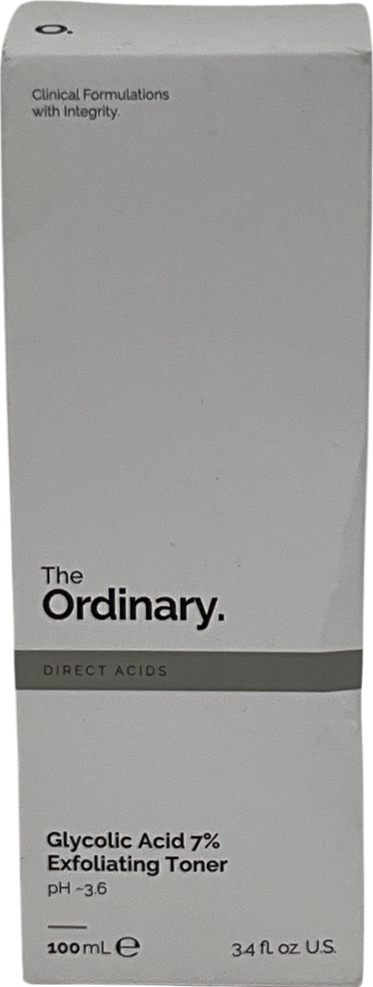 O.
Clinical Formulations
with Integrity.
The
Ordinary.
DIRECT ACIDS
Glycolic Acid 7%
Exfoliating Toner
pH ~3.6
100 mL ℮ 3.4 fl. oz. U.S.